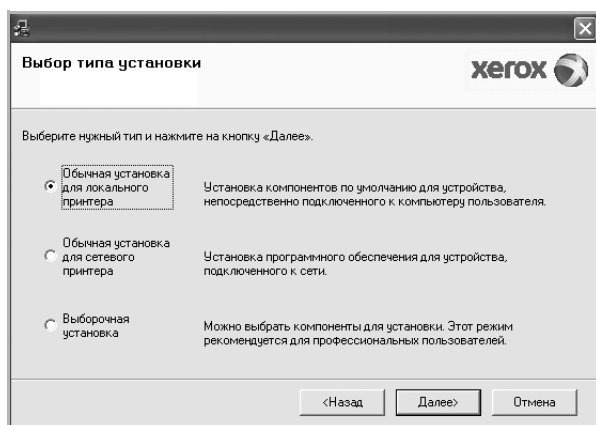 Выбор типа установки
xerox
Выберите нужный тип и нажмите на кнопку «Далее».
Обычная установка
для локального
принтера
Установка компонентов по умолчанию для устройства,
непосредственно подключенного к компьютеру пользователя.
Обычная установка
для сетевого
принтера
Установка программного обеспечения для устройства,
подключенного к сети.
Выборочная
установка
Можно выбрать компоненты для установки. Этот режим
рекомендуется для профессиональных пользователей.
<Назад
Далее>
Отмена